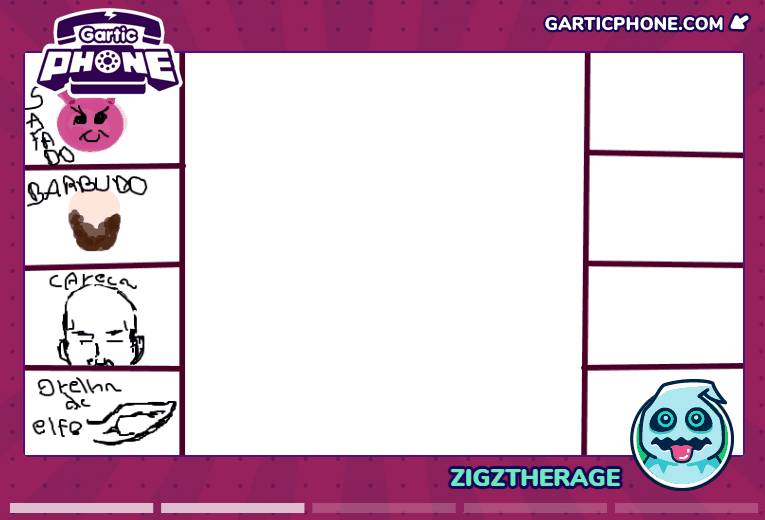 Gartic
PHONE
GARTICPHONE.COM
S
A
FA
DO
BARBUDO
CAreca
Orelha
de
elfo
ZIGZTHERAGE